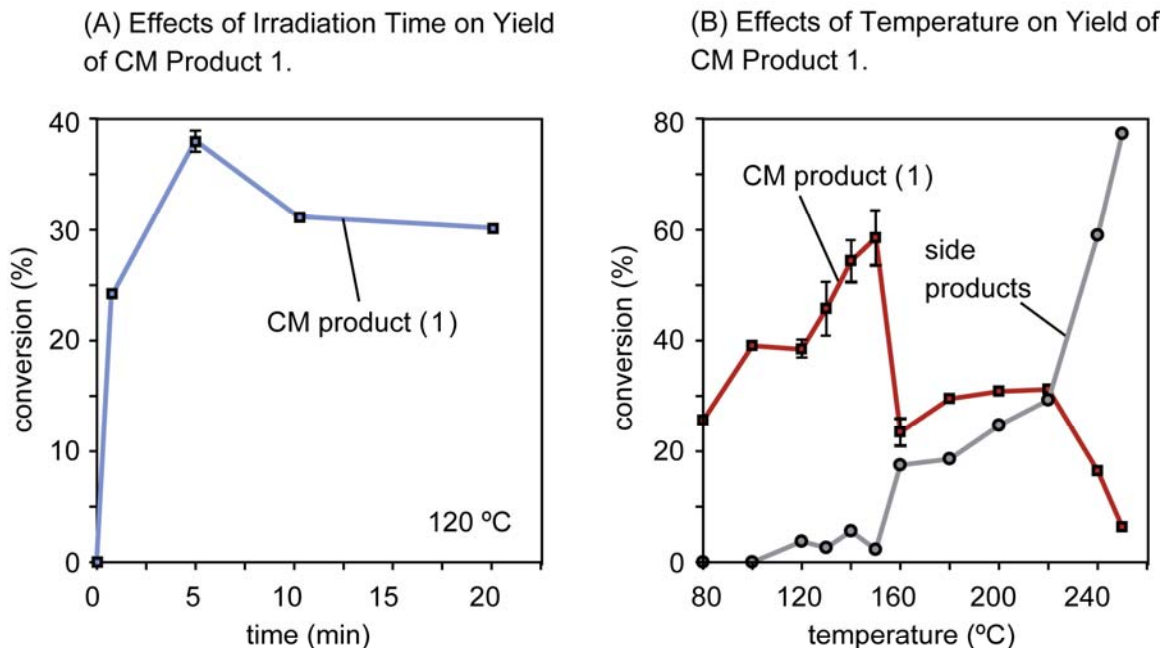 (A) Effects of Irradiation Time on Yield
of CM Product 1.
40
30
20
10
0
conversion (%)
CM product (1)
120 ºC
0 5 10 15 20
time (min)
(B) Effects of Temperature on Yield of
CM Product 1.
80
60
40
20
0
conversion (%)
CM product (1)
side
products
80 120 160 200 240
temperature (ºC)